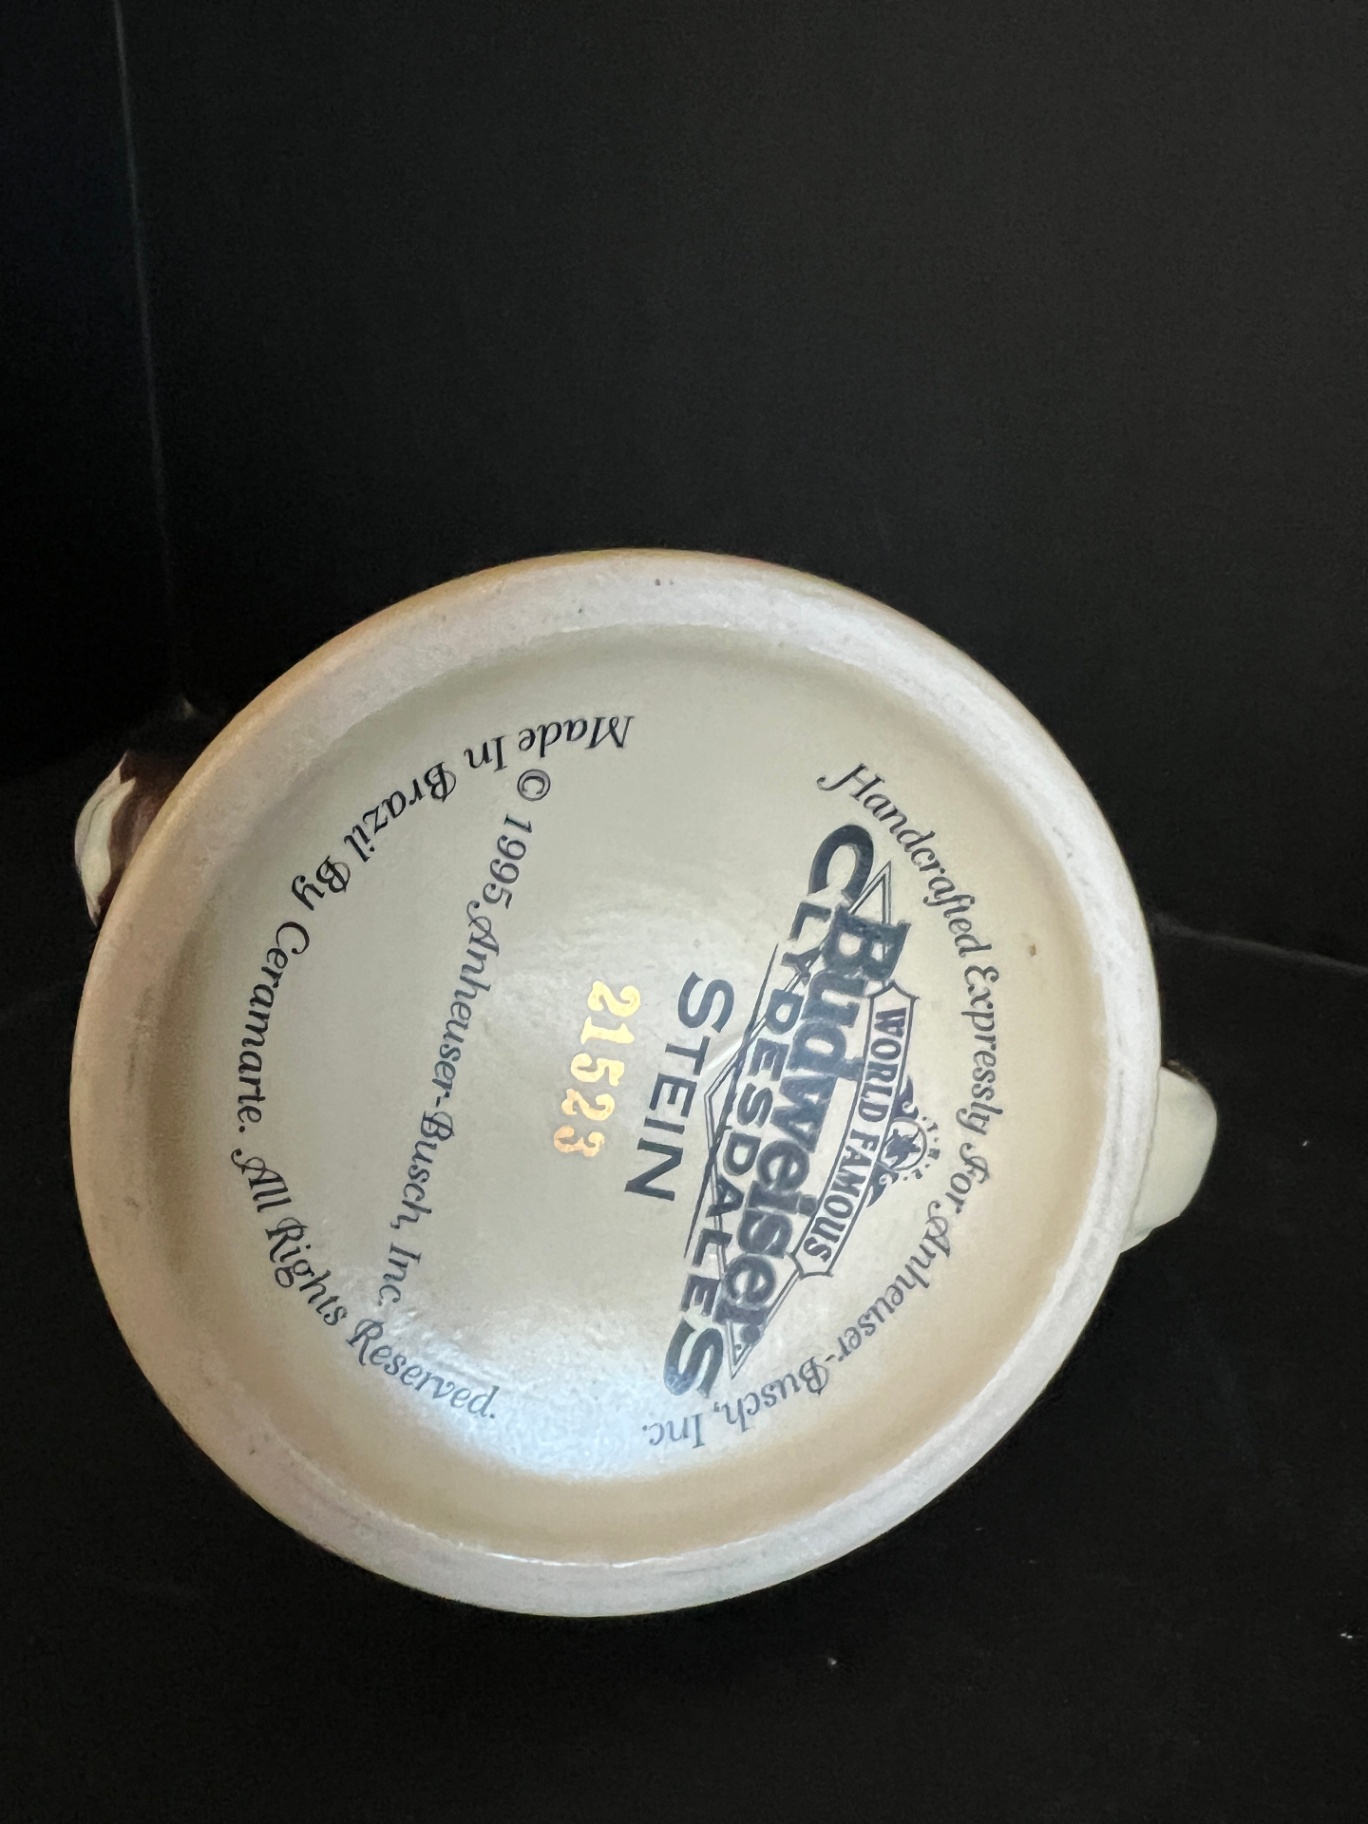 Handcrafted Expressly For Anheuser-Busch, Inc.
WORLD FAMOUS
Budweiser
CLYDESDALES
STEIN
21523
© 1995 Anheuser-Busch, Inc.
Made In Brazil By Ceramarte. All Rights Reserved.